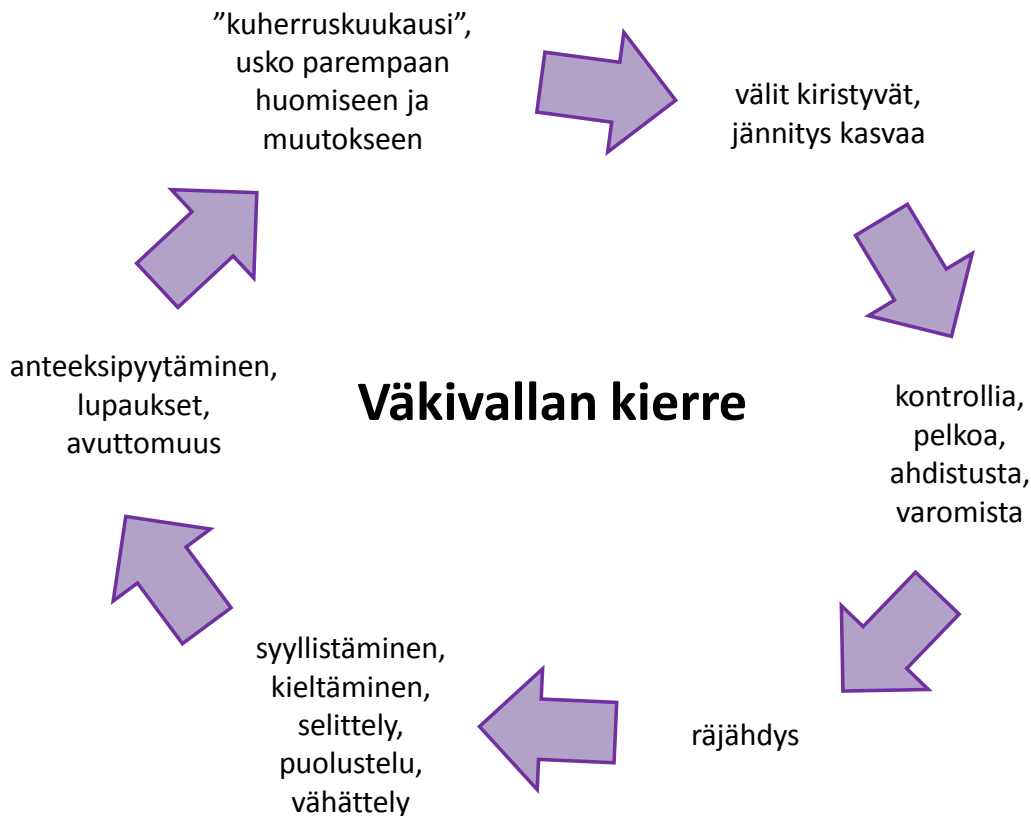 ”kuherruskuukausi”,
usko parempaan
huomiseen ja
muutokseen
välit kiristyvät,
jännitys kasvaa
kontrollia,
pelkoa,
ahdistusta,
varomista
räjähdys
syyllistäminen,
kieltäminen,
selittely,
puolustelu,
vähättely
anteeksipyytäminen,
lupaukset,
avuttomuus
Väkivallan kierre